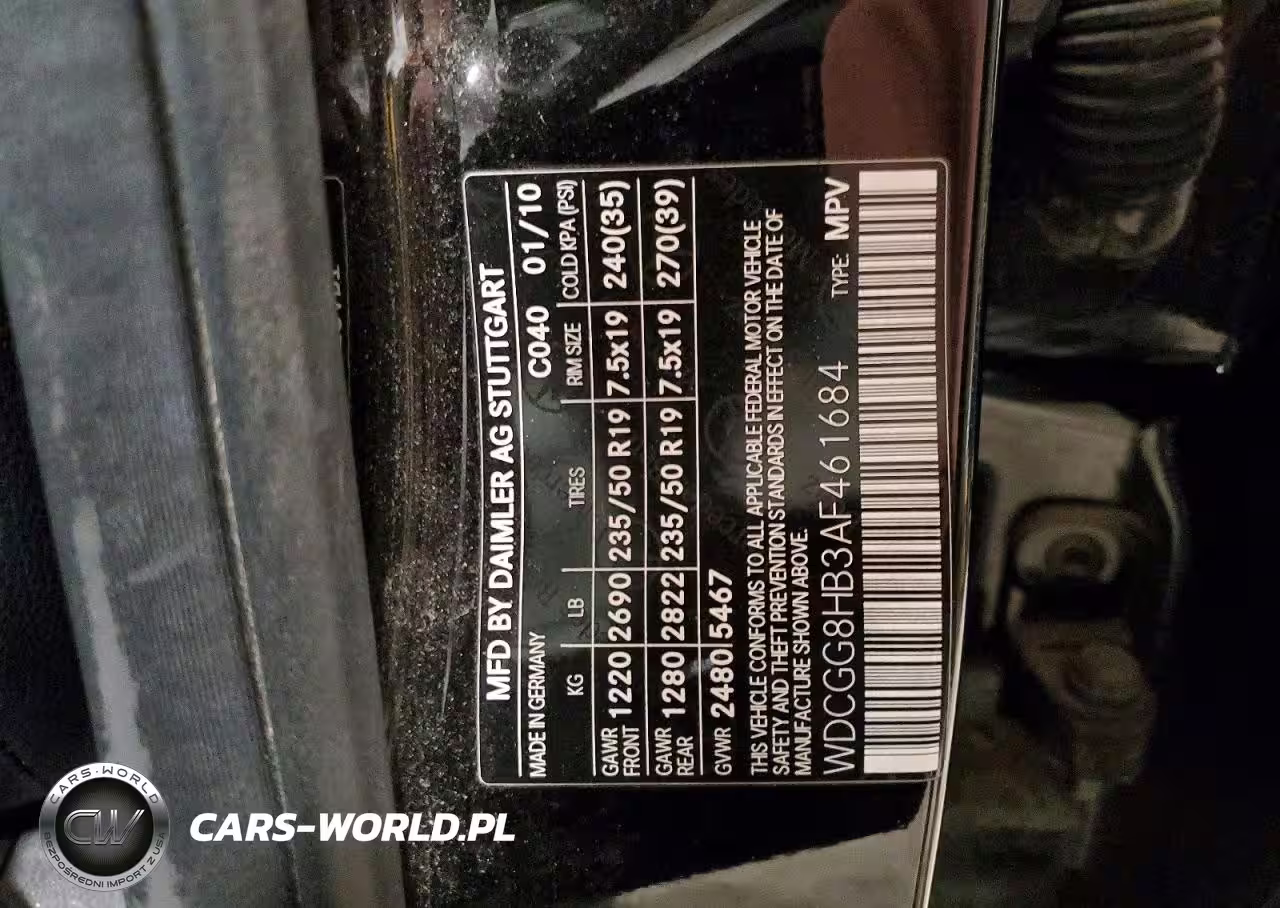 MFD BY DAIMLER AG STUTTGART
MADE IN GERMANY C040 01/10
KG LB TIRES RIM SIZE COLD KPA (PSI)
GAWR FRONT 1220 2690 235/50 R19 7.5x19 240(35)
GAWR REAR 1280 2822 235/50 R19 7.5x19 270(39)
GVWR 2480 5467
THIS VEHICLE CONFORMS TO ALL APPLICABLE FEDERAL MOTOR VEHICLE
SAFETY AND THEFT PREVENTION STANDARDS IN EFFECT ON THE DATE OF
MANUFACTURE SHOWN ABOVE.
WDCGG8HB3AF461684 TYPE: MPV
CARS-WORLD
CW
BEZPOŚREDNI IMPORT Z USA
CARS-WORLD.PL